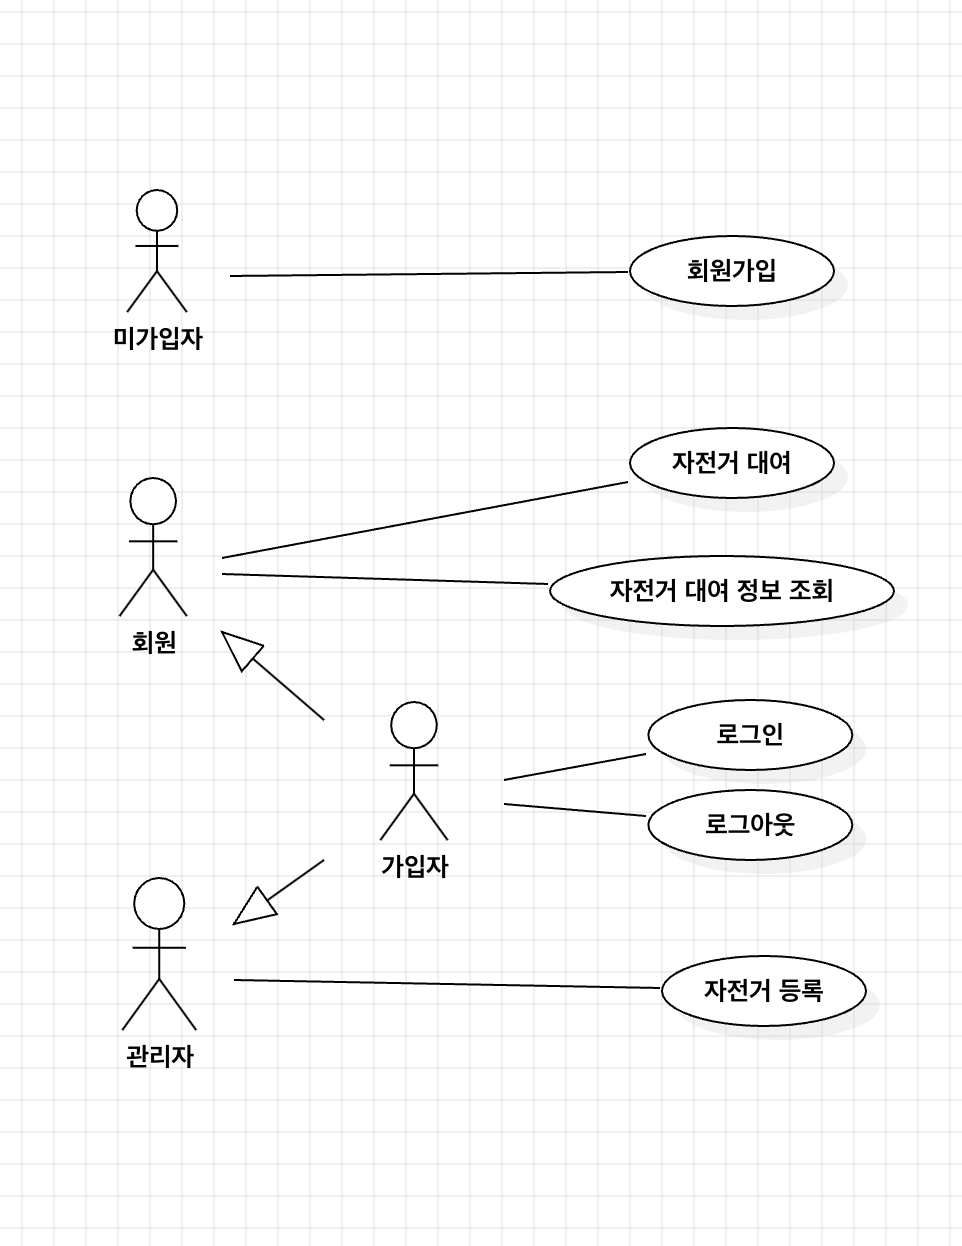 미가입자
회원가입
자전거 대여
회원
자전거 대여 정보 조회
로그인
로그아웃
가입자
관리자
자전거 등록